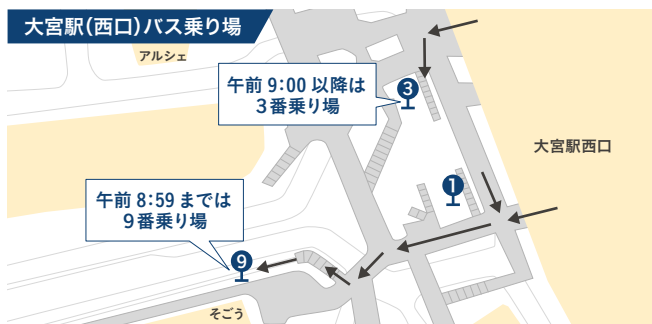 大宮駅(西口)バス乗り場
アルシェ
午前 9:00 以降は
3番乗り場
3
大宮駅西口
1
午前 8:59 までは
9番乗り場
9
そごう